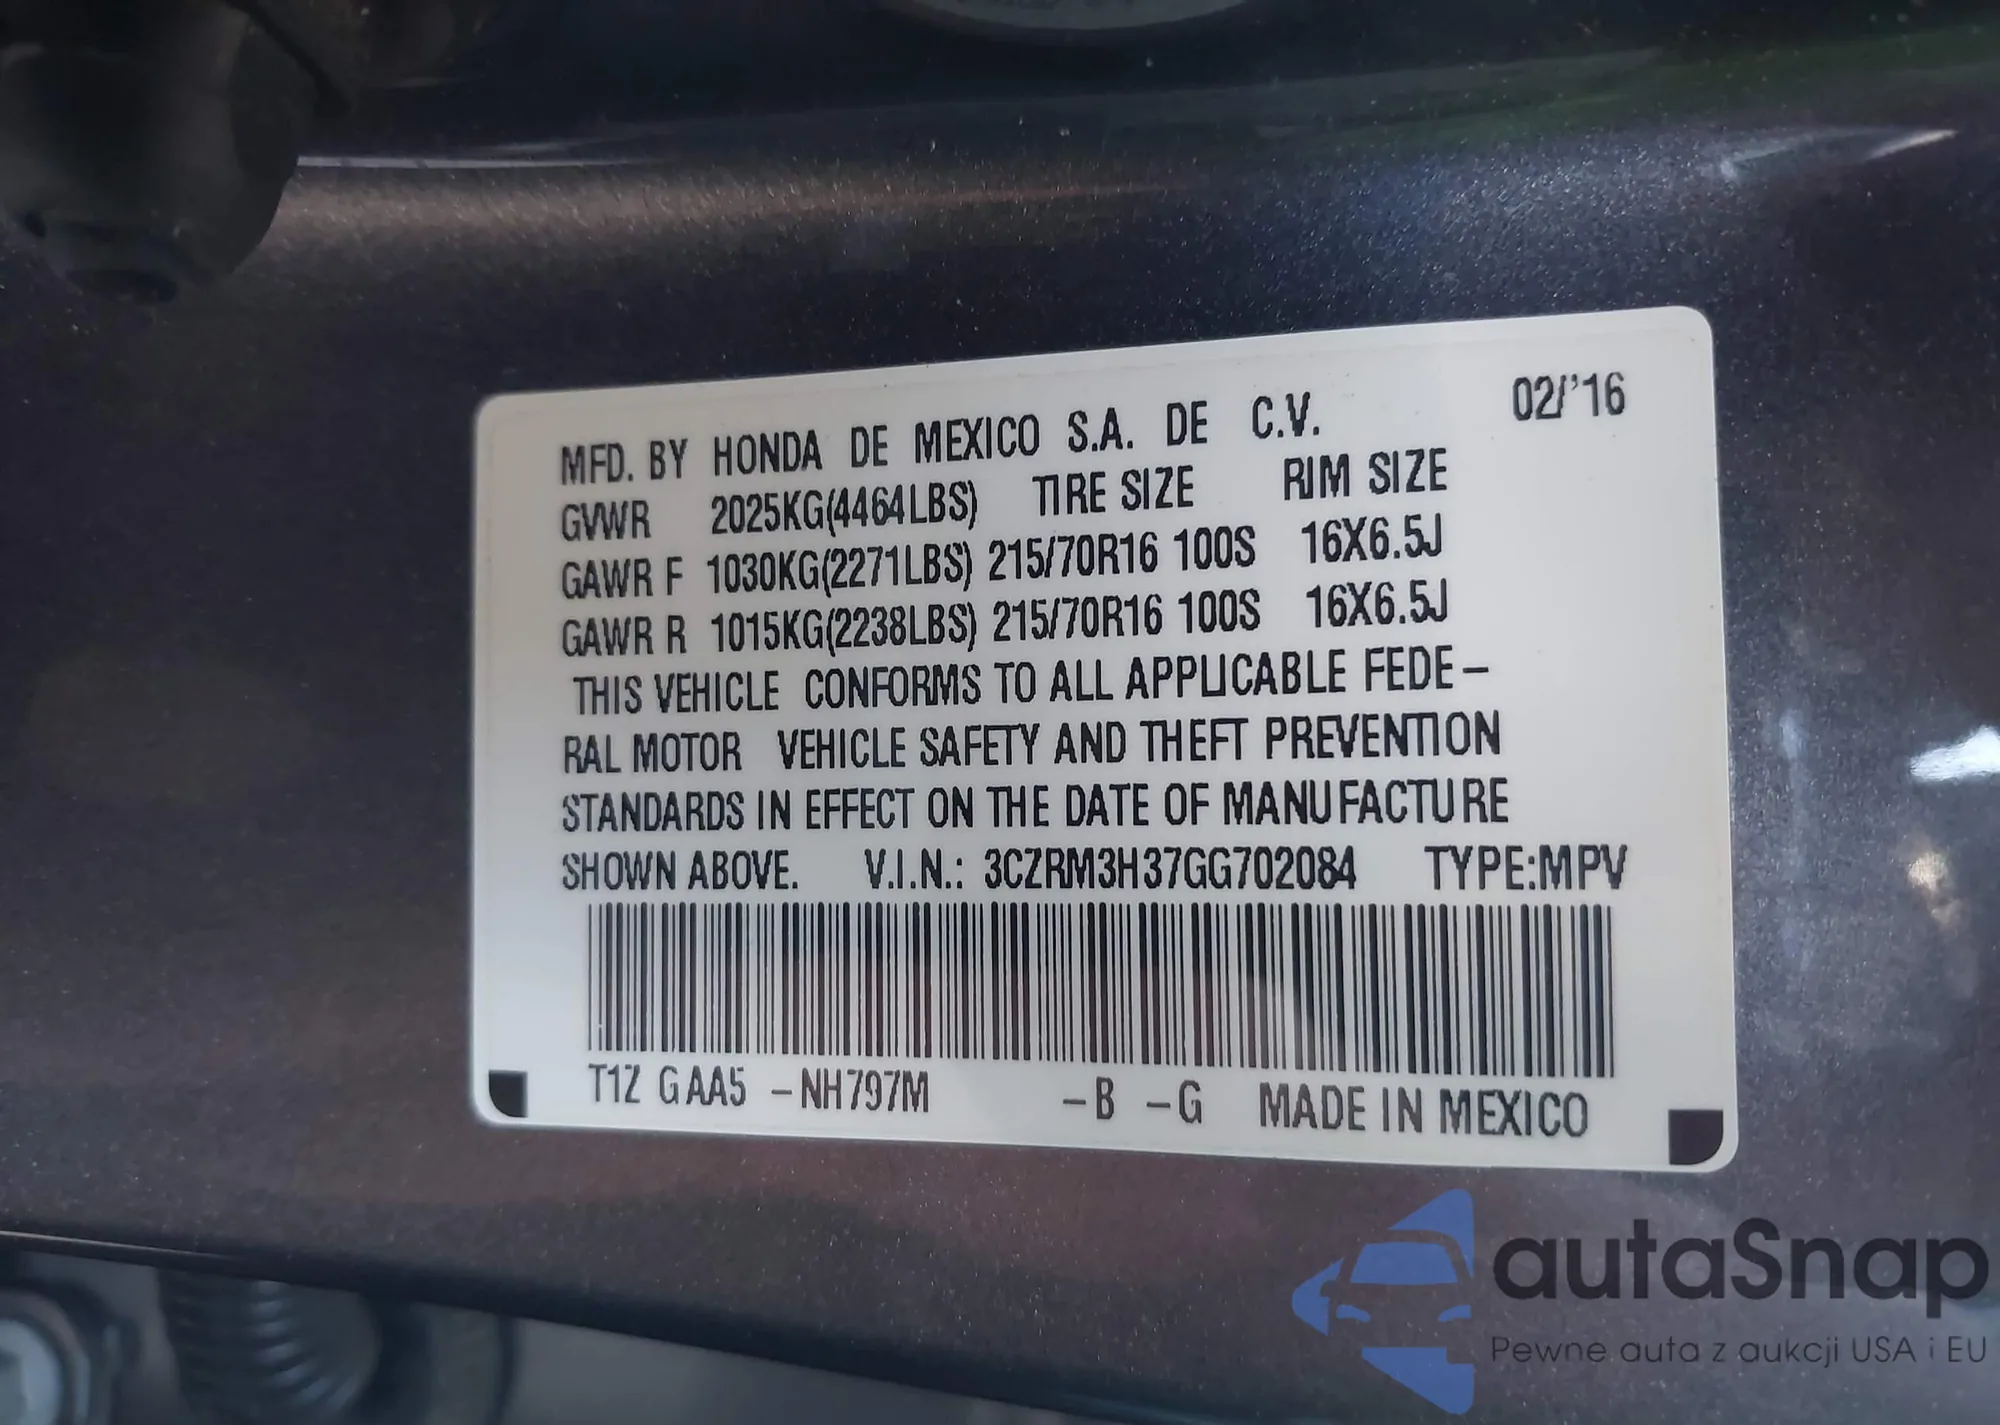 MFD. BY HONDA DE MEXICO S.A. DE C.V. 02/'16
GVWR 2025KG(4464LBS) TIRE SIZE RIM SIZE
GAWR F 1030KG(2271LBS) 215/70R16 100S 16X6.5J
GAWR R 1015KG(2238LBS) 215/70R16 100S 16X6.5J
THIS VEHICLE CONFORMS TO ALL APPLICABLE FEDE-
RAL MOTOR VEHICLE SAFETY AND THEFT PREVENTION
STANDARDS IN EFFECT ON THE DATE OF MANUFACTURE
SHOWN ABOVE. V.I.N.: 3CZRM3H37GG702084 TYPE:MPV
T1Z GAA5 -NH797M -B -G MADE IN MEXICO
autaSnap
Pewne auta z aukcji USA i EU